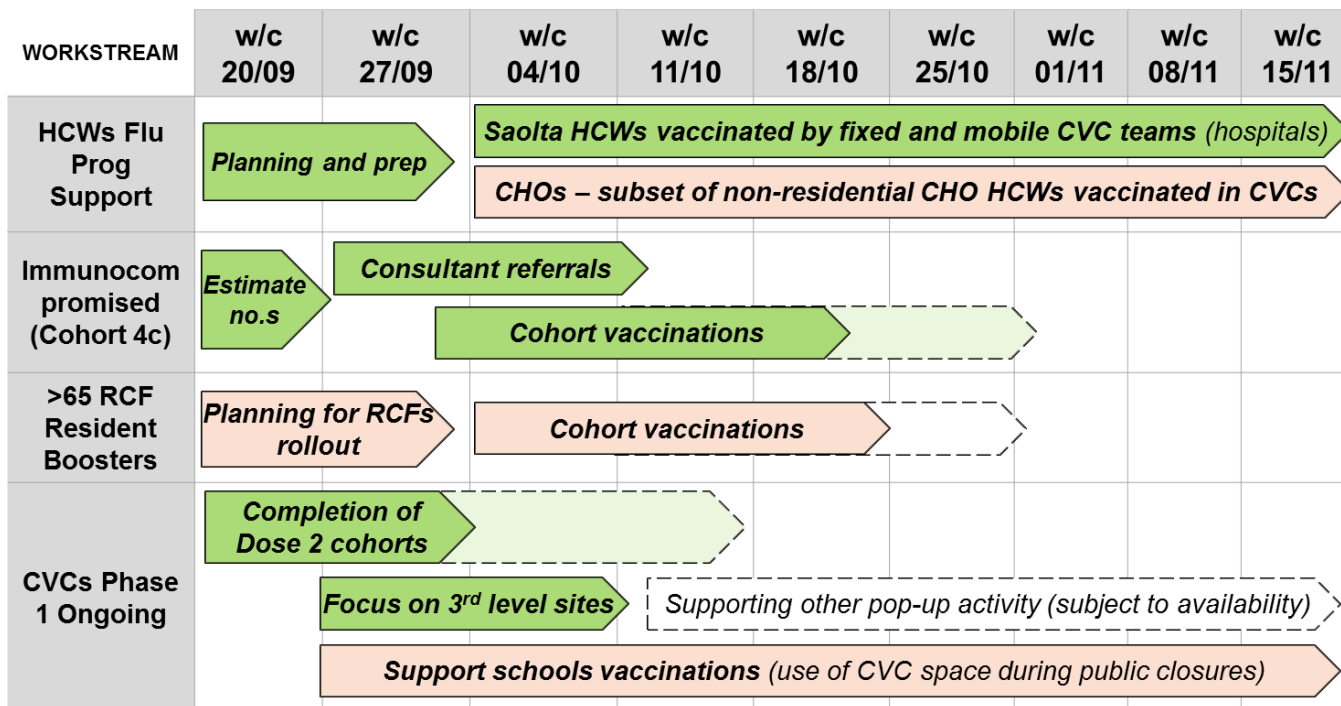 WORKSTREAM
w/c
20/09
w/c
27/09
w/c
04/10
w/c
11/10
w/c
18/10
w/c
25/10
w/c
01/11
w/c
08/11
w/c
15/11
HCWs Flu
Prog
Support
Planning and prep
Saolta HCWs vaccinated by fixed and mobile CVC teams (hospitals)
CHOs – subset of non-residential CHO HCWs vaccinated in CVCs
Immunocom
promised
(Cohort 4c)
Estimate
no.s
Consultant referrals
Cohort vaccinations
>65 RCF
Resident
Boosters
Planning for RCFs
rollout
Cohort vaccinations
CVCs Phase
1 Ongoing
Completion of
Dose 2 cohorts
Focus on 3rd level sites
Supporting other pop-up activity (subject to availability)
Support schools vaccinations (use of CVC space during public closures)